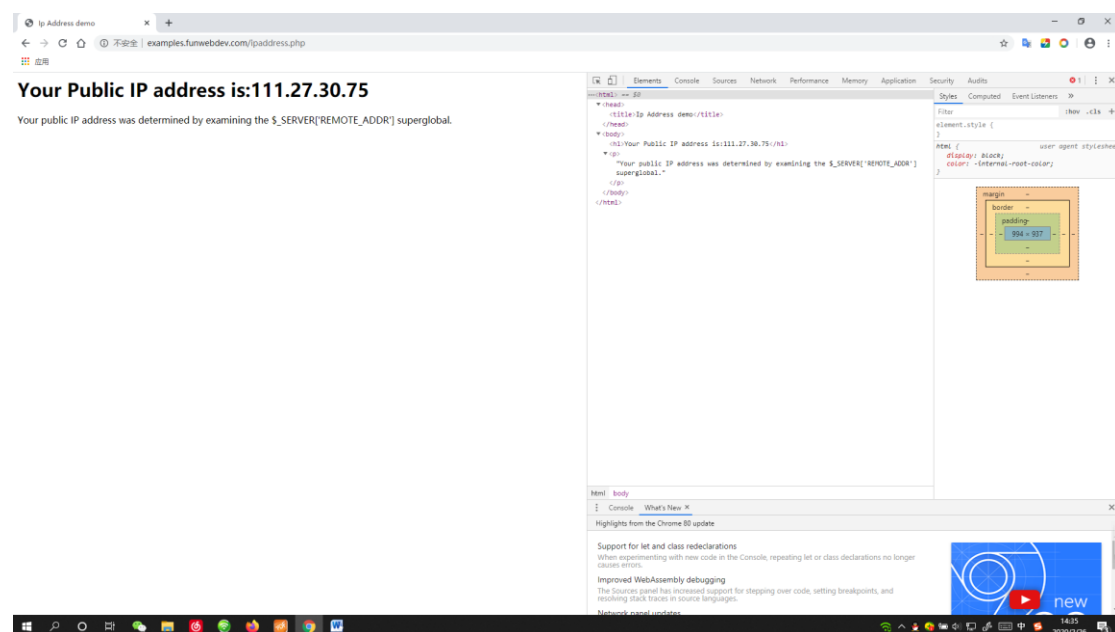 Ip Address demo
不安全 examples.funwebdev.com/ipaddress.php
应用
Your Public IP address is:111.27.30.75
Your public IP address was determined by examining the $_SERVER['REMOTE_ADDR'] superglobal.
Elements Console Sources Network Performance Memory Application Security Audits 1
<html> == $0
<head>
<title>Ip Address demo</title>
</head>
<body>
<h1>Your Public IP address is:111.27.30.75</h1>
<p>
"Your public IP address was determined by examining the $_SERVER['REMOTE_ADDR']
superglobal."
</p>
</body>
</html>
html body
Styles Computed Event Listeners »
Filter :hov .cls +
element.style {
}
html { user agent styleshee
display: block;
color: -internal-root-color;
}
margin -
border -
padding-
- - - 994 × 937 - - -
-
-
-
Console What's New ×
Highlights from the Chrome 80 update
Support for let and class redeclarations
When experimenting with new code in the Console, repeating let or class declarations no longer
causes errors.
Improved WebAssembly debugging
The Sources panel has increased support for stepping over code, setting breakpoints, and
resolving stack traces in source languages.
Network panel updates
new
中
14:35